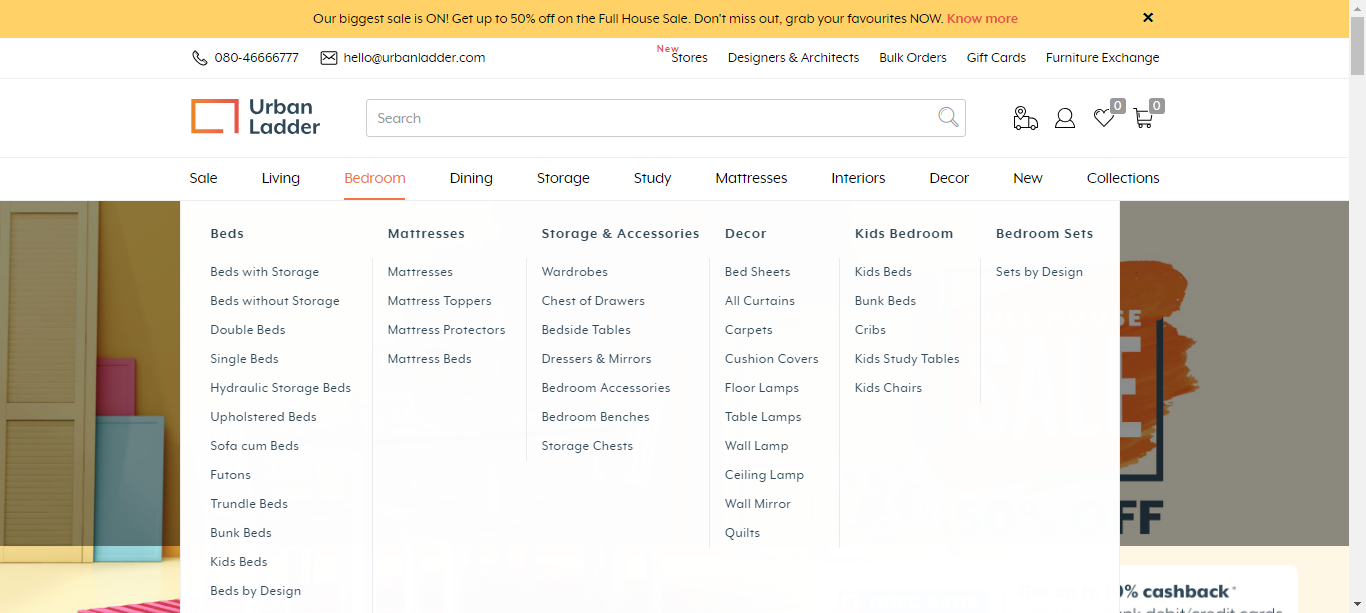 Our biggest sale is ON! Get up to 50% off on the Full House Sale. Don't miss out, grab your favourites NOW. Know more
080-46666777 hello@urbanladder.com New Stores Designers & Architects Bulk Orders Gift Cards Furniture Exchange
Urban
Ladder
Search
0 0
Sale Living Bedroom Dining Storage Study Mattresses Interiors Decor New Collections
Beds
Beds with Storage
Beds without Storage
Double Beds
Single Beds
Hydraulic Storage Beds
Upholstered Beds
Sofa cum Beds
Futons
Trundle Beds
Bunk Beds
Kids Beds
Beds by Design
Mattresses
Mattresses
Mattress Toppers
Mattress Protectors
Mattress Beds
Storage & Accessories
Wardrobes
Chest of Drawers
Bedside Tables
Dressers & Mirrors
Bedroom Accessories
Bedroom Benches
Storage Chests
Decor
Bed Sheets
All Curtains
Carpets
Cushion Covers
Floor Lamps
Table Lamps
Wall Lamp
Ceiling Lamp
Wall Mirror
Quilts
Kids Bedroom
Kids Beds
Bunk Beds
Cribs
Kids Study Tables
Kids Chairs
Bedroom Sets
Sets by Design
cashback*